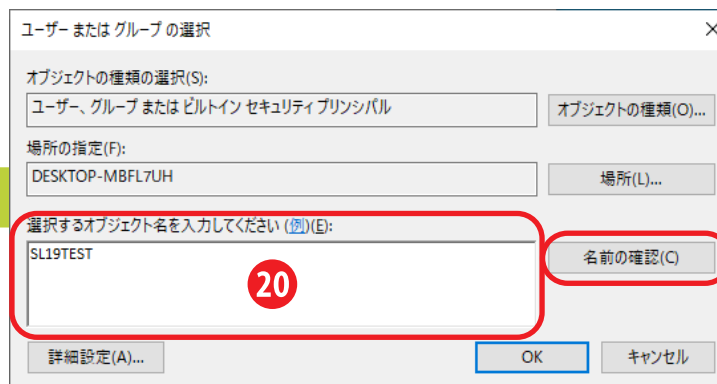 ユーザー または グループ の選択
オブジェクトの種類の選択(S):
ユーザー、グループ または ビルトイン セキュリティ プリンシパル
オブジェクトの種類(O)...
場所の指定(F):
DESKTOP-MBFL7UH
場所(L)...
選択するオブジェクト名を入力してください (例)(E):
SL19TEST
名前の確認(C)
20
詳細設定(A)...
OK
キャンセル